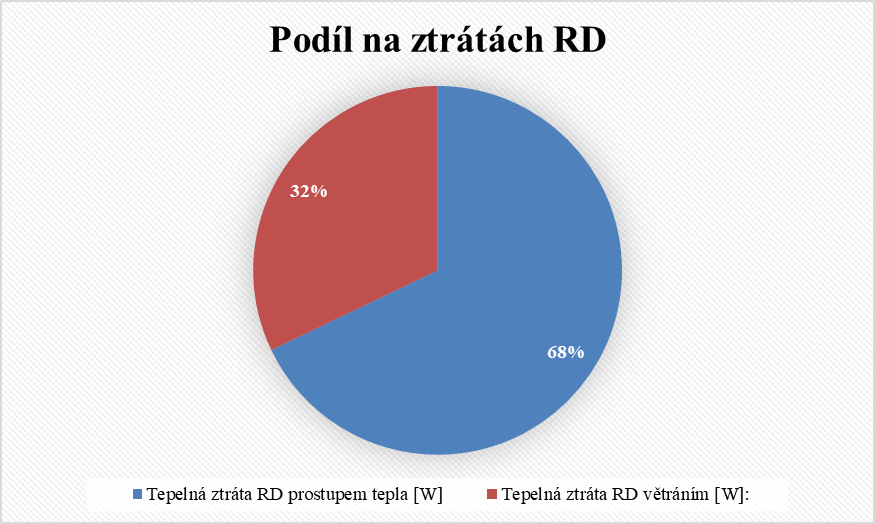 Podíl na ztrátách RD
32%
68%
Tepelná ztráta RD prostupem tepla [W]
Tepelná ztráta RD větráním [W]: